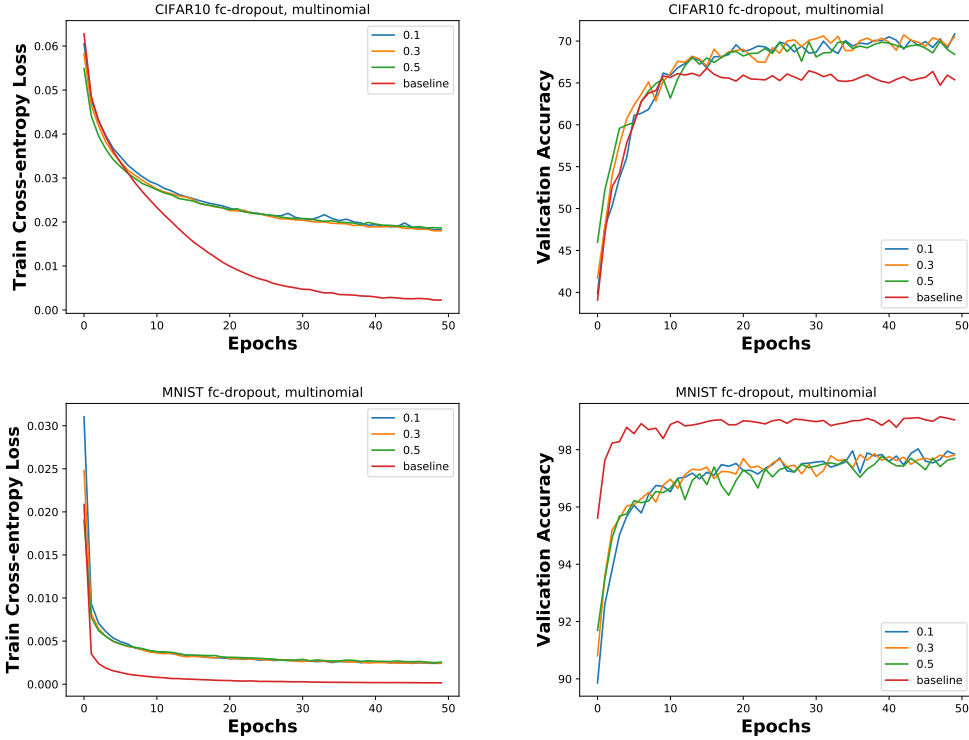 CIFAR10 fc-dropout, multinomial
Train Cross-entropy Loss
0.06
0.05
0.04
0.03
0.02
0.01
0.00
0.1
0.3
0.5
baseline
0 10 20 30 40 50
Epochs
CIFAR10 fc-dropout, multinomial
Valication Accuracy
70
65
60
55
50
45
40
0.1
0.3
0.5
baseline
0 10 20 30 40 50
Epochs
MNIST fc-dropout, multinomial
Train Cross-entropy Loss
0.030
0.025
0.020
0.015
0.010
0.005
0.000
0.1
0.3
0.5
baseline
0 10 20 30 40 50
Epochs
MNIST fc-dropout, multinomial
Valication Accuracy
98
96
94
92
90
0.1
0.3
0.5
baseline
0 10 20 30 40 50
Epochs